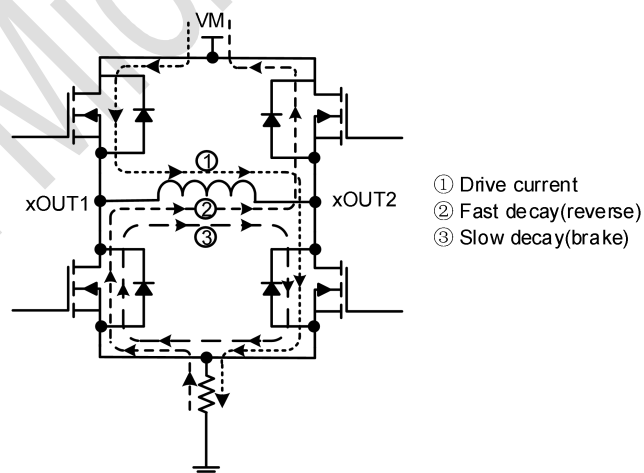 VM
①
xOUT1
xOUT2
②
③
① Drive current
② Fast decay(reverse)
③ Slow decay(brake)